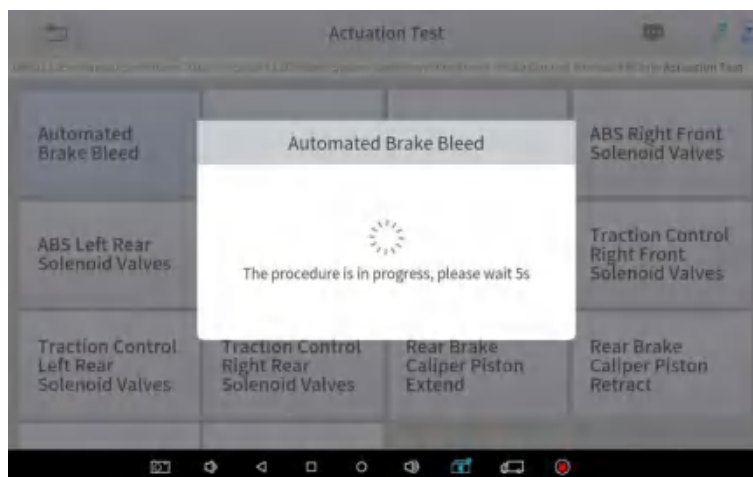 Actuation Test
Actuation Test
Automated
Brake Bleed
Automated Brake Bleed
ABS Right Front
Solenoid Valves
The procedure is in progress, please wait 5s
ABS Left Rear
Solenoid Valves
Traction Control
Right Front
Solenoid Valves
Traction Control
Left Rear
Solenoid Valves
Traction Control
Right Rear
Solenoid Valves
Rear Brake
Caliper Piston
Extend
Rear Brake
Caliper Piston
Retract